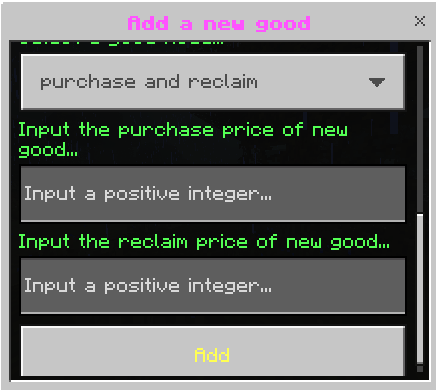 Add a new good
purchase and reclaim
Input the purchase price of new
good...
Input a positive integer...
Input the reclaim price of new good...
Input a positive integer...
Add